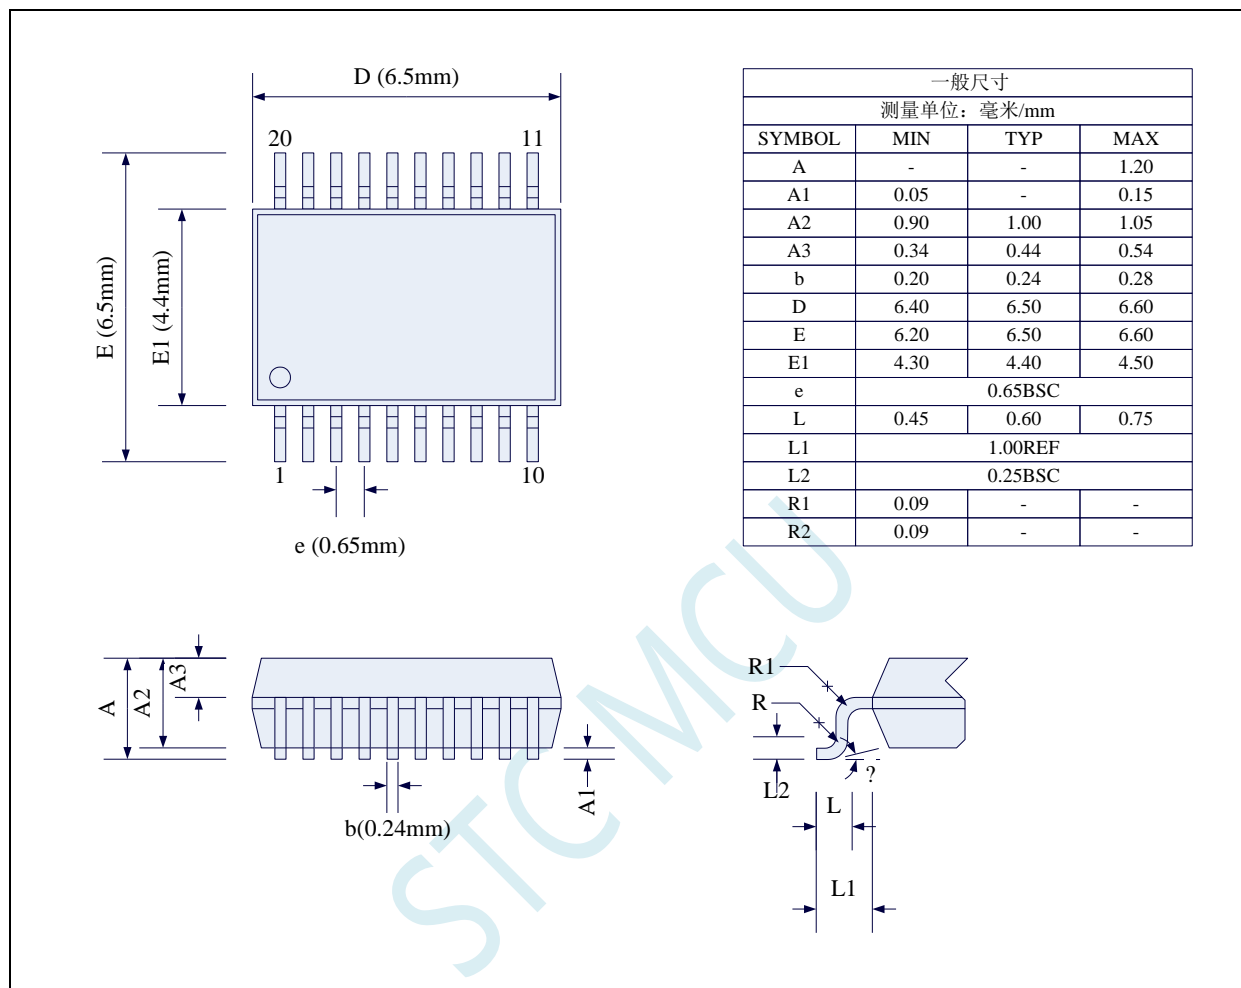 D (6.5mm)
20 11
E (6.5mm)
E1 (4.4mm)
1 10
e (0.65mm)
一般尺寸
测量单位：毫米/mm
SYMBOL MIN TYP MAX
A - - 1.20
A1 0.05 - 0.15
A2 0.90 1.00 1.05
A3 0.34 0.44 0.54
b 0.20 0.24 0.28
D 6.40 6.50 6.60
E 6.20 6.50 6.60
E1 4.30 4.40 4.50
e 0.65BSC
L 0.45 0.60 0.75
L1 1.00REF
L2 0.25BSC
R1 0.09 - -
R2 0.09 - -
A
A2
A3
A1
b(0.24mm)
R1
R
L2
?
L
L1
STC MCU